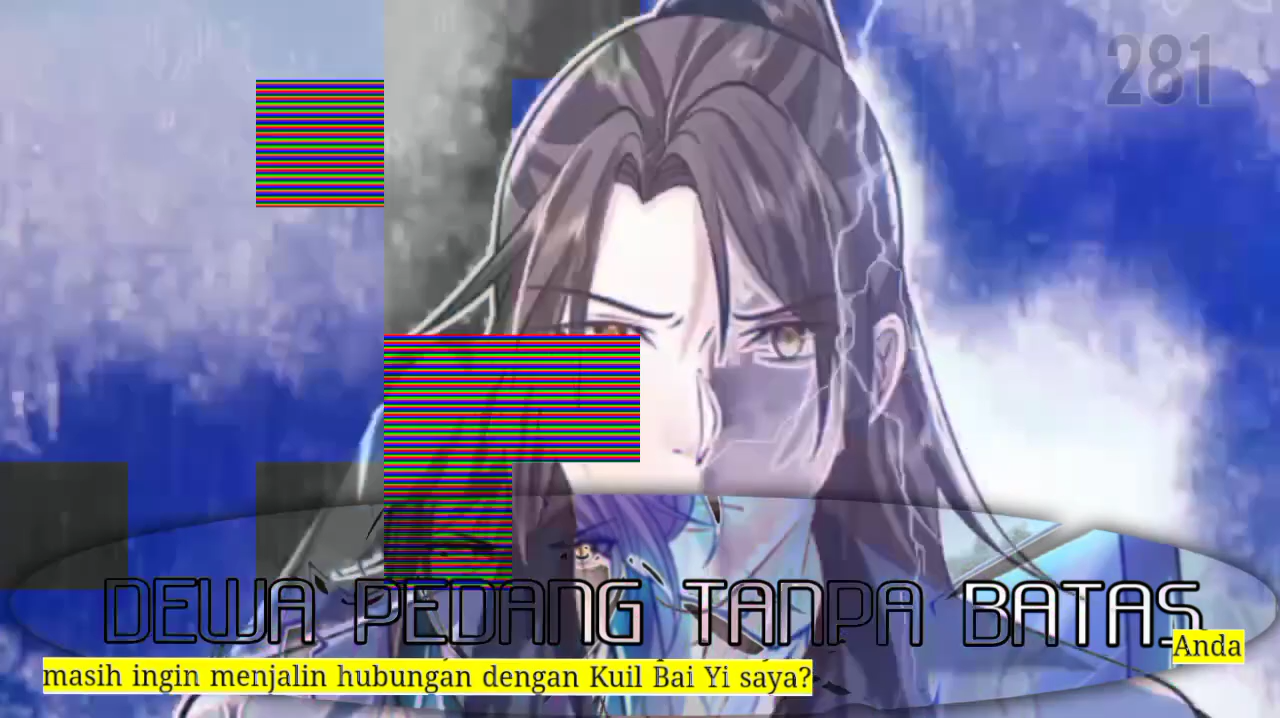 281
DEWA PEDANG TANPA BATAS
Anda
masih ingin menjalin hubungan dengan Kuil Bai Yi saya?